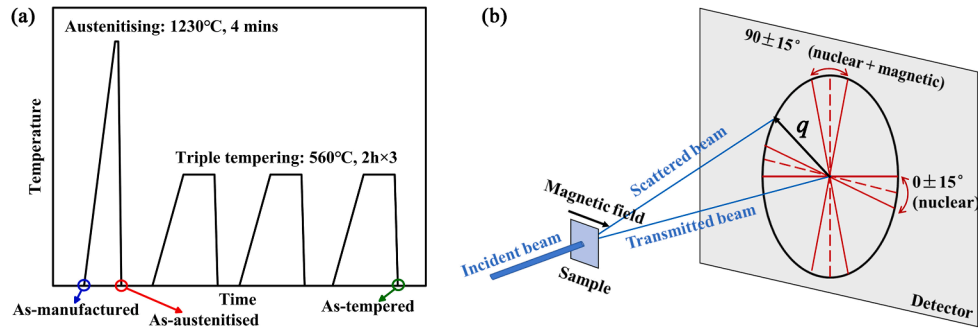 (a)
Austenitising: 1230℃, 4 mins
Triple tempering: 560℃, 2h×3
Temperature
Time
As-manufactured
As-austenitised
As-tempered
(b)
90±15°
(nuclear + magnetic)
q
Scattered beam
Magnetic field
0±15°
(nuclear)
Transmitted beam
Incident beam
Sample
Detector